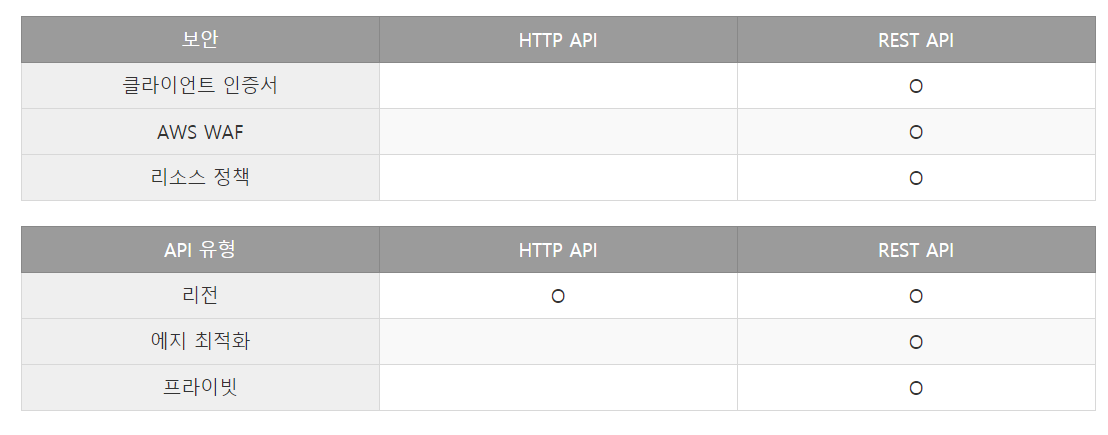 보안 HTTP API REST API
클라이언트 인증서 O
AWS WAF O
리소스 정책 O
API 유형 HTTP API REST API
리전 O O
에지 최적화 O
프라이빗 O